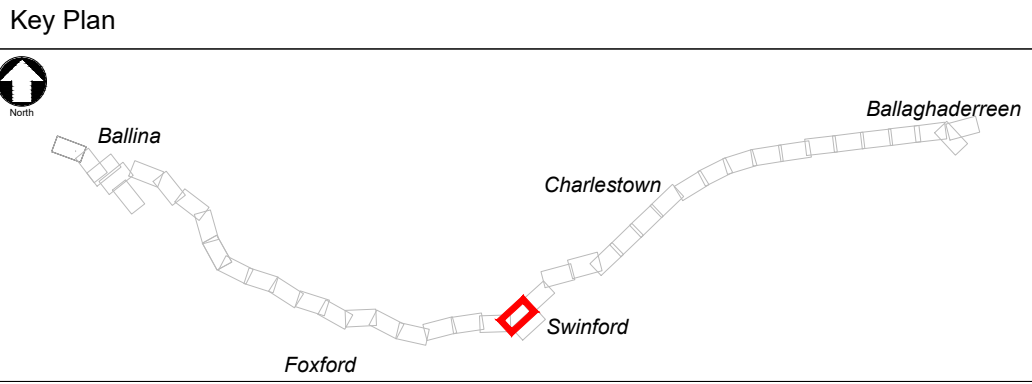 Key Plan
North
Ballina
Ballaghaderreen
Charlestown
Swinford
Foxford